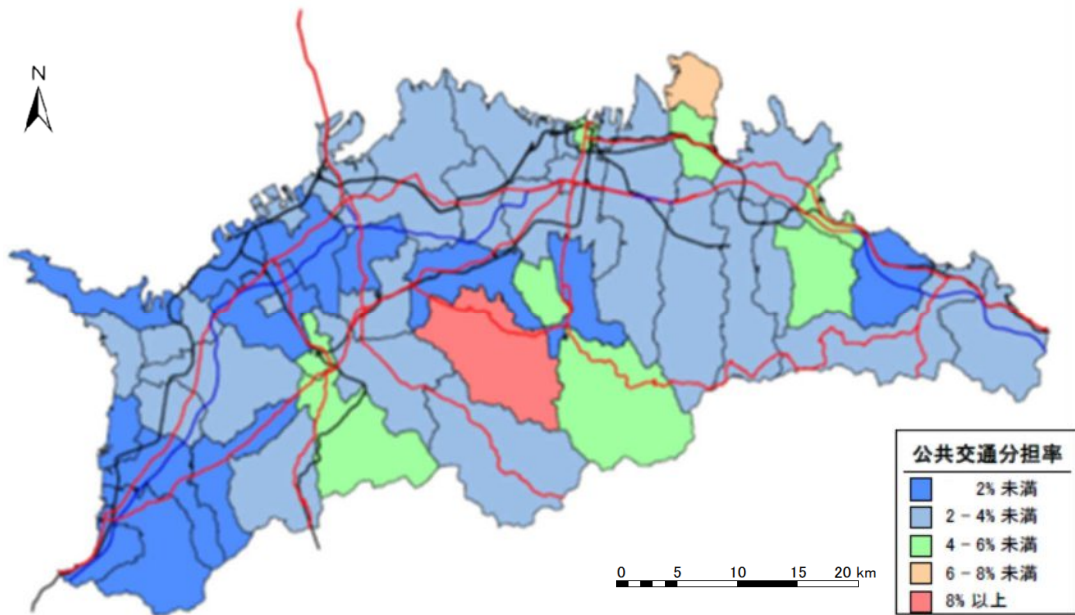 N
公共交通分担率
2% 未満
2 - 4% 未満
4 - 6% 未満
6 - 8% 未満
8% 以上
0 5 10 15 20 km